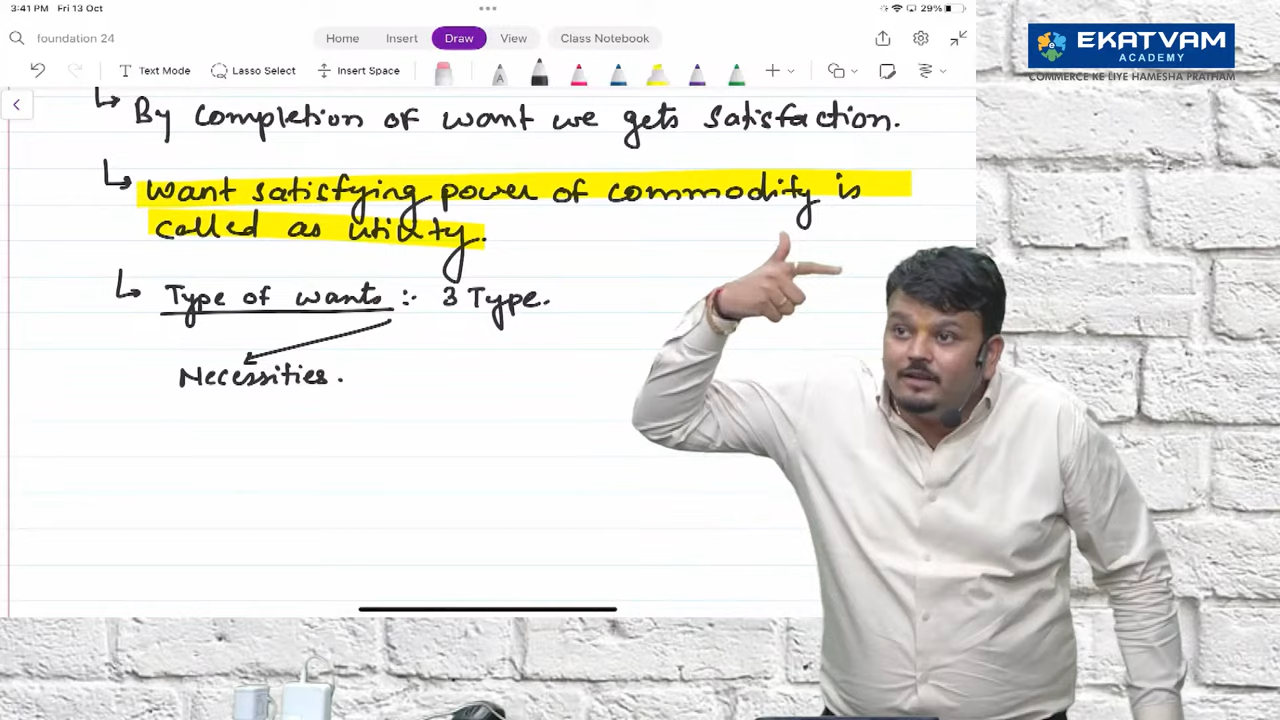 3:41 PM Fri 13 Oct
29%
foundation 24
Home Insert Draw View Class Notebook
Text Mode Lasso Select Insert Space
A
EKATVAM
ACADEMY
COMMERCE KE LIYE HAMESHA PRATHAM
By completion of want we gets satisfaction.
want satisfying power of commodity is
called as utility.
Type of wants :- 3 Type.
Necessities.